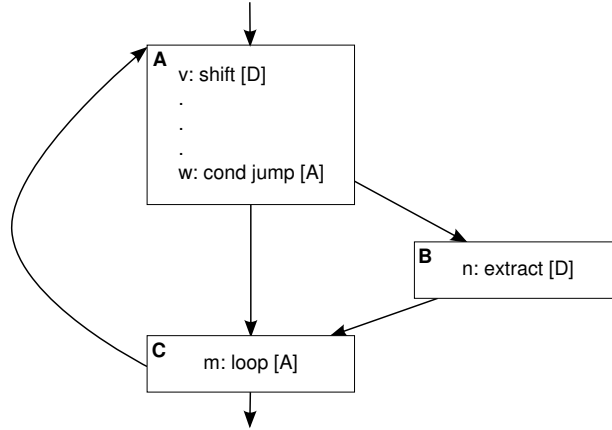 A
v: shift [D]
.
.
.
w: cond jump [A]
B
n: extract [D]
C
m: loop [A]